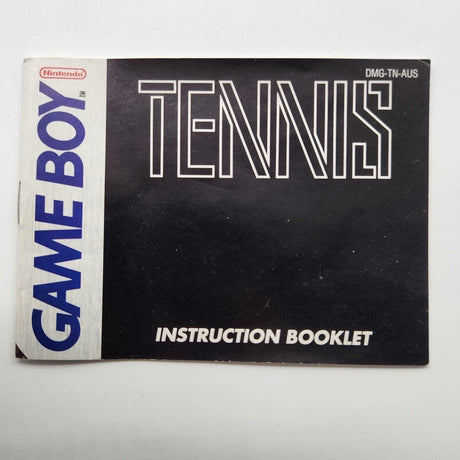 Nintendo
GAME BOY
DMG-TN-AUS
TENNIS
INSTRUCTION BOOKLET